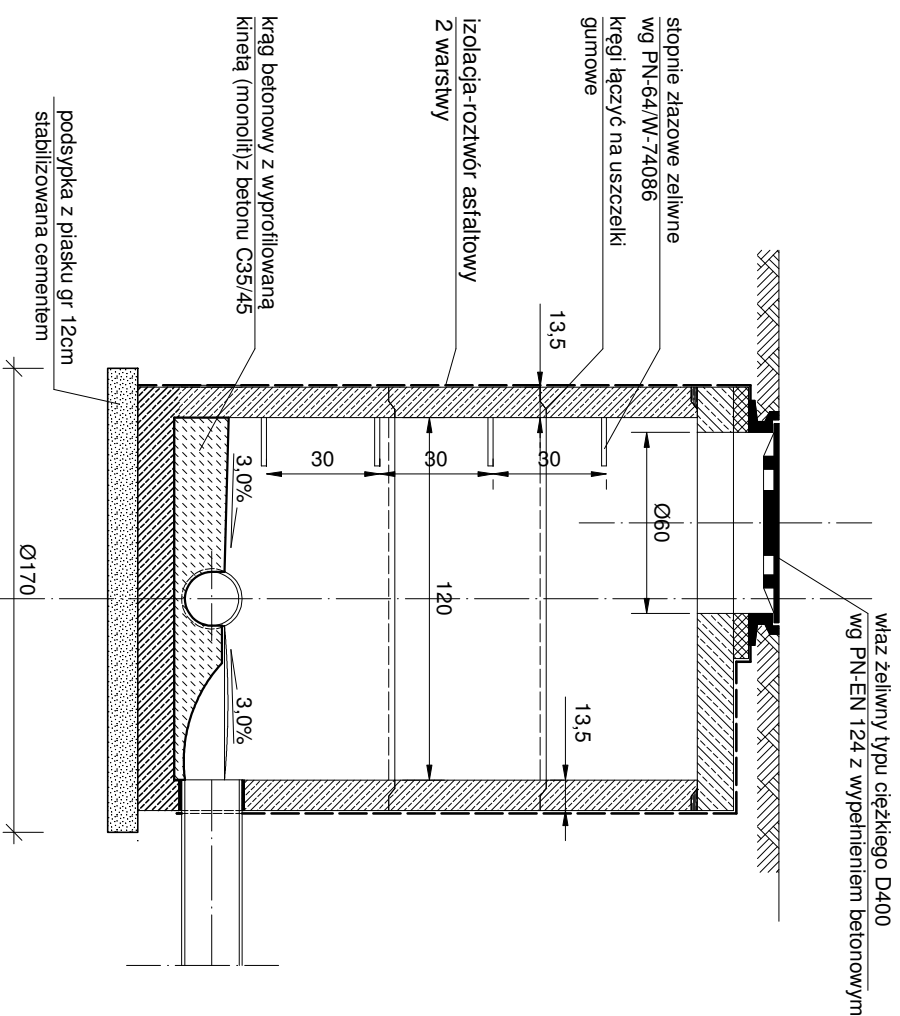 właz żeliwny typu ciężkiego D400
wg PN-EN 124 z wypełnieniem betonowym
stopnie złazowe zeliwne
wg PN-64/W-74086
kręgi łączyć na uszczelki
gumowe
izolacja-roztwór asfaltowy
2 warstwy
krąg betonowy z wyprofilowaną
kinetą (monolit)z betonu C35/45
podsypka z piasku gr 12cm
stabilizowana cementem
Ø60
13,5
13,5
30
30
30
120
3,0%
3,0%
Ø170